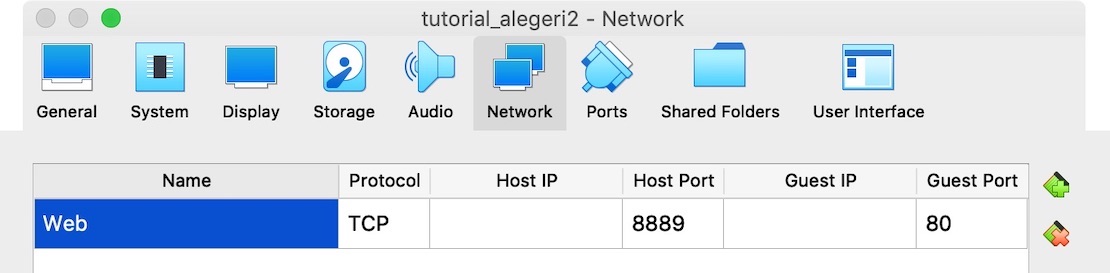 tutorial_alegeri2 - Network
General System Display Storage Audio Network Ports Shared Folders User Interface
Name Protocol Host IP Host Port Guest IP Guest Port
Web TCP 8889 80